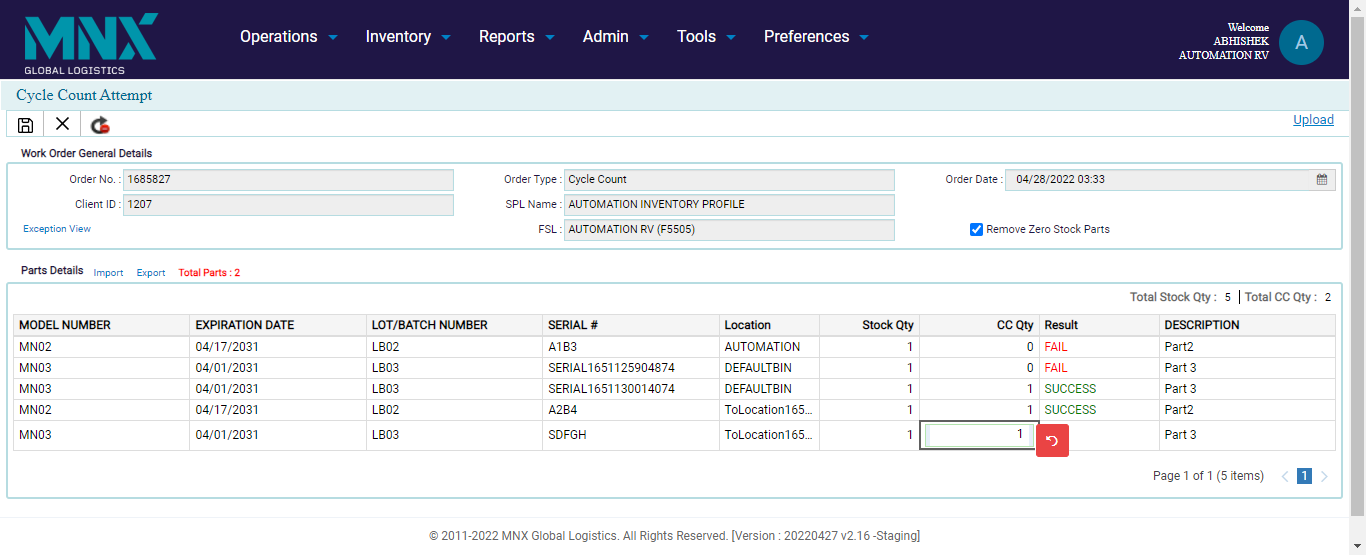 MNX
GLOBAL LOGISTICS
Operations Inventory Reports Admin Tools Preferences
Welcome
ABHISHEK
AUTOMATION RV
A
Cycle Count Attempt
Upload
Work Order General Details
Order No. : 1685827 Order Type : Cycle Count Order Date : 04/28/2022 03:33
Client ID : 1207 SPL Name : AUTOMATION INVENTORY PROFILE
Exception View FSL : AUTOMATION RV (F5505) Remove Zero Stock Parts
Parts Details Import Export Total Parts : 2
Total Stock Qty : 5 Total CC Qty : 2
MODEL NUMBER EXPIRATION DATE LOT/BATCH NUMBER SERIAL # Location Stock Qty CC Qty Result DESCRIPTION
MN02 04/17/2031 LB02 A1B3 AUTOMATION 1 0 FAIL Part2
MN03 04/01/2031 LB03 SERIAL1651125904874 DEFAULTBIN 1 0 FAIL Part 3
MN03 04/01/2031 LB03 SERIAL1651130014074 DEFAULTBIN 1 1 SUCCESS Part 3
MN02 04/17/2031 LB02 A2B4 ToLocation165... 1 1 SUCCESS Part2
MN03 04/01/2031 LB03 SDFGH ToLocation165... 1 1 Part 3
Page 1 of 1 (5 items) 1
© 2011-2022 MNX Global Logistics. All Rights Reserved. [Version : 20220427 v2.16 -Staging]